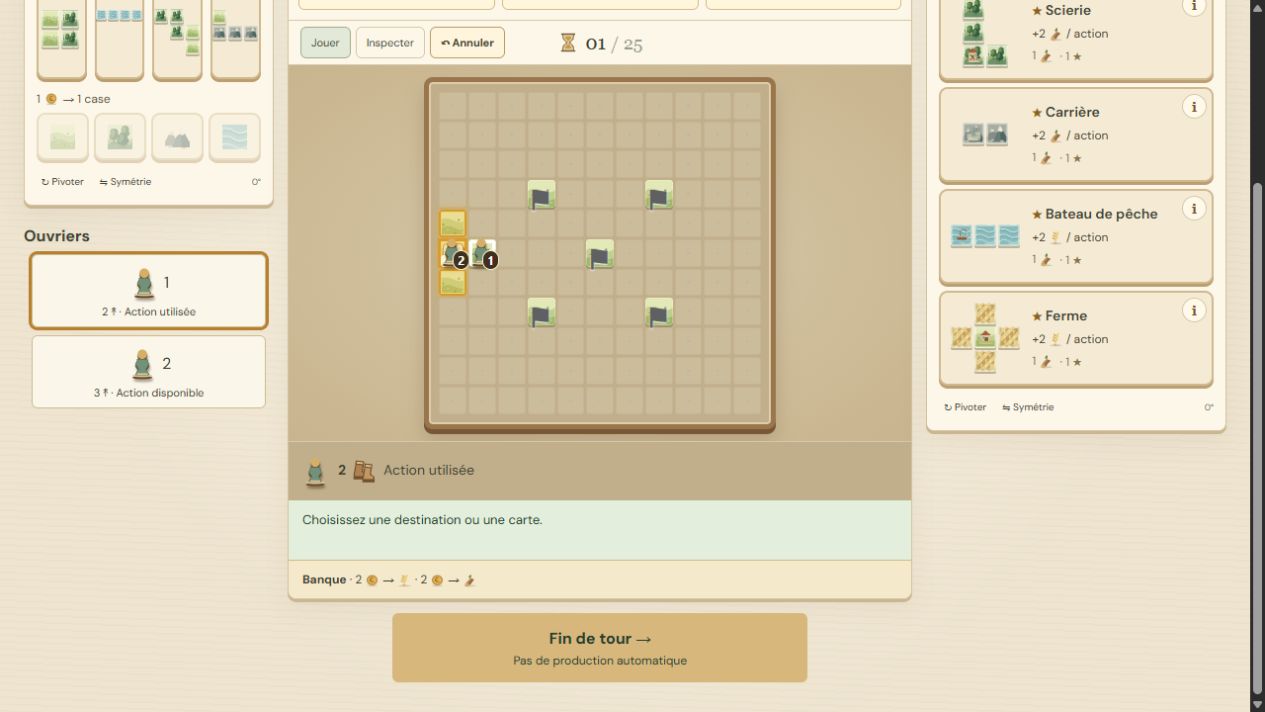 1 → 1 case
↻ Pivoter ⇋ Symétrie 0°
Ouvriers
1
2 · Action utilisée
2
3 · Action disponible
Jouer
Inspecter
↶ Annuler
01 / 25
2
1
2 Action utilisée
Choisissez une destination ou une carte.
Banque · 2 → · 2 →
Fin de tour →
Pas de production automatique
★ Scierie
i
+2 / action
1 · 1 ★
★ Carrière
i
+2 / action
1 · 1 ★
★ Bateau de pêche
i
+2 / action
1 · 1 ★
★ Ferme
i
+2 / action
1 · 1 ★
↻ Pivoter ⇋ Symétrie 0°